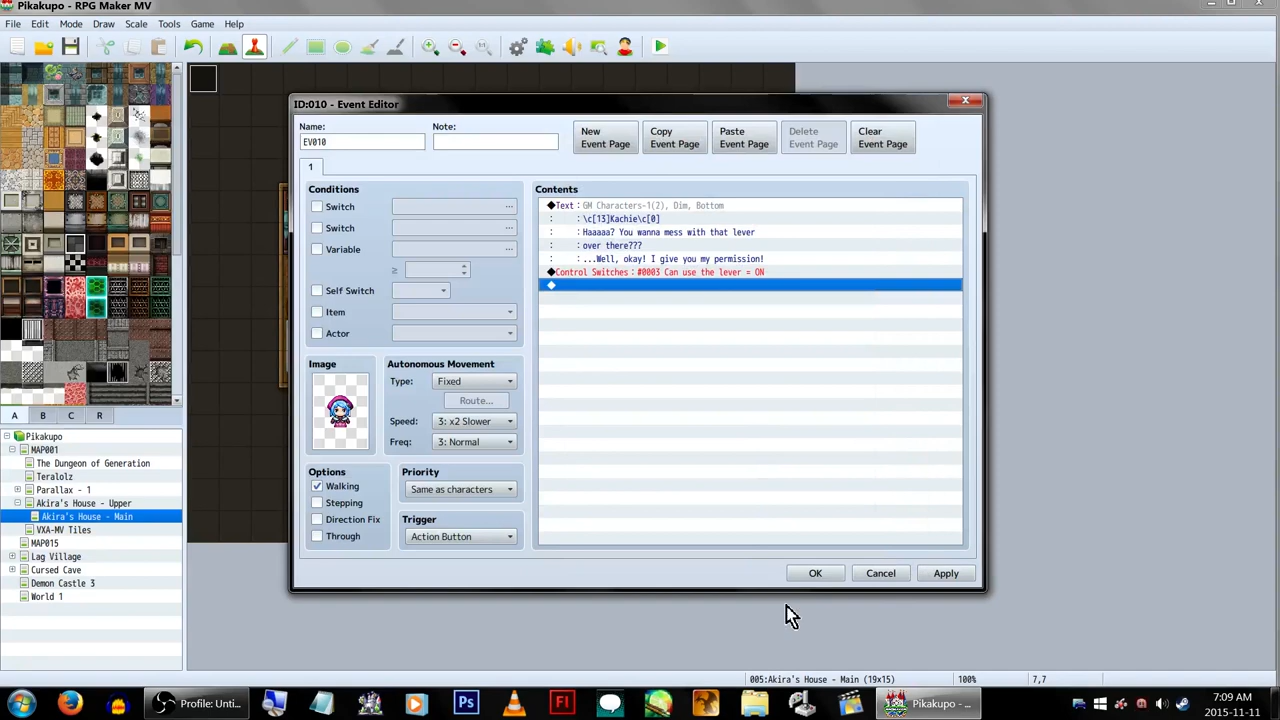 Pikakupo - RPG Maker MV
File Edit Mode Draw Scale Tools Game Help
ID:010 - Event Editor
Name:
Note:
EV010
New Event Page
Copy Event Page
Paste Event Page
Delete Event Page
Clear Event Page
1
Conditions
Switch
...
Switch
...
Variable
...
≥
Self Switch
Item
Actor
Image
Autonomous Movement
Type: Fixed
Route...
Speed: 3: x2 Slower
Freq: 3: Normal
Options
Walking
Stepping
Direction Fix
Through
Priority
Same as characters
Trigger
Action Button
Contents
◆Text : GM Characters-1(2), Dim, Bottom
: :\c[13]Kachie\c[0]
: :Haaaaa? You wanna mess with that lever
: :over there???
: :...Well, okay! I give you my permission!
◆Control Switches : #0003 Can use the lever = ON
◆
OK Cancel Apply
A B C R
Pikakupo
MAP001
The Dungeon of Generation
Teralolz
Parallax - 1
Akira's House - Upper
Akira's House - Main
VXA-MV Tiles
MAP015
Lag Village
Cursed Cave
Demon Castle 3
World 1
005:Akira's House - Main (19x15) 100% 7,7
Profile: Unti...
Ps
Fl
Pikakupo - ...
7:09 AM
2015-11-11